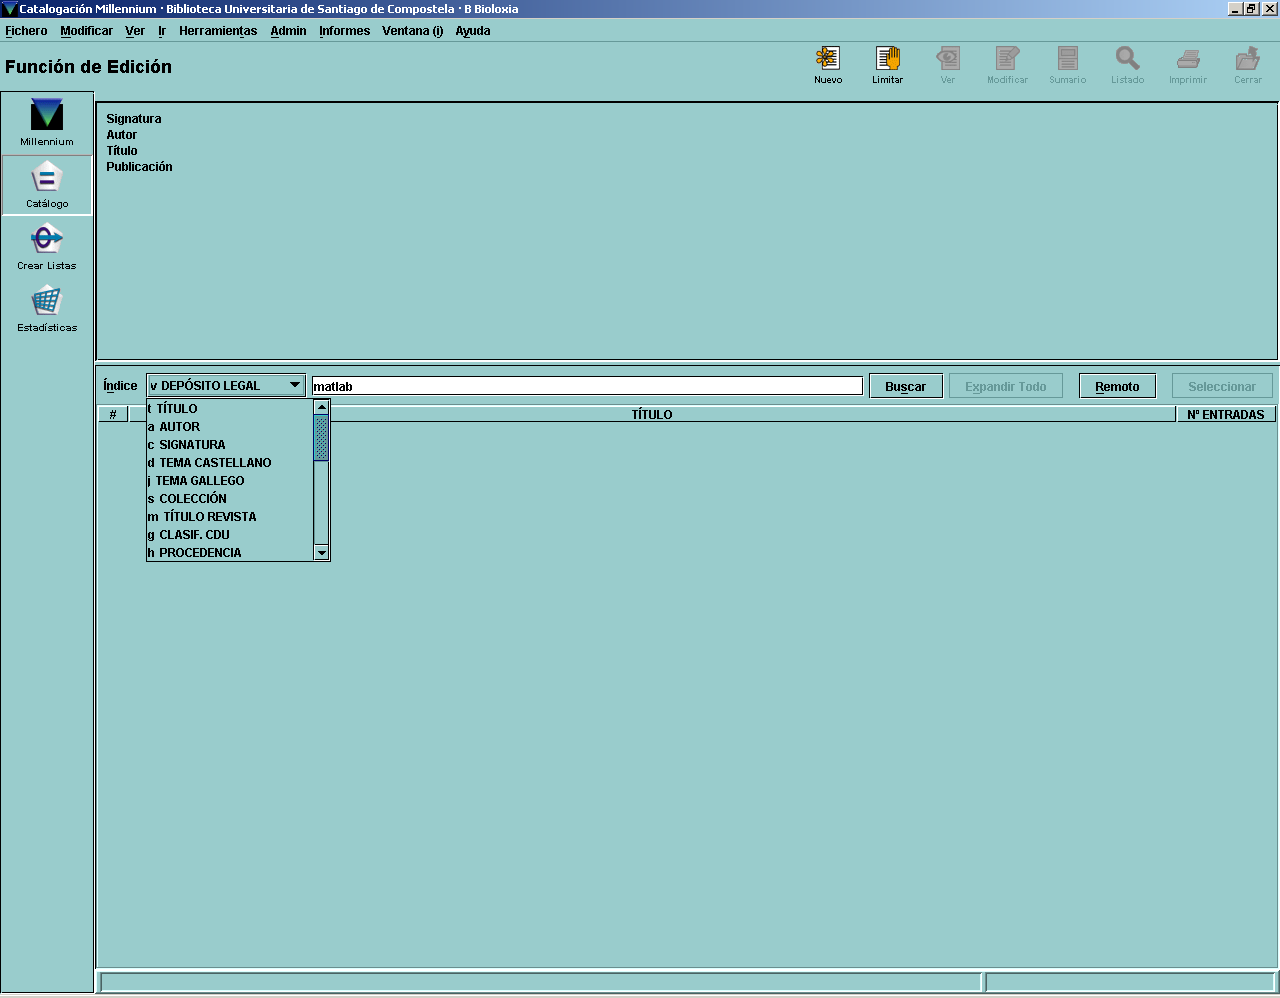 Catalogación Millennium · Biblioteca Universitaria de Santiago de Compostela · B Bioloxia
Fichero Modificar Ver Ir Herramientas Admin Informes Ventana (i) Ayuda
Función de Edición
Nuevo Limitar Ver Modificar Sumario Listado Imprimir Cerrar
Millennium
Catálogo
Crear Listas
Estadísticas
Signatura
Autor
Título
Publicación
Índice v DEPÓSITO LEGAL matlab Buscar Expandir Todo Remoto Seleccionar
# TÍTULO Nº ENTRADAS
t TÍTULO
a AUTOR
c SIGNATURA
d TEMA CASTELLANO
j TEMA GALLEGO
s COLECCIÓN
m TÍTULO REVISTA
g CLASIF. CDU
h PROCEDENCIA